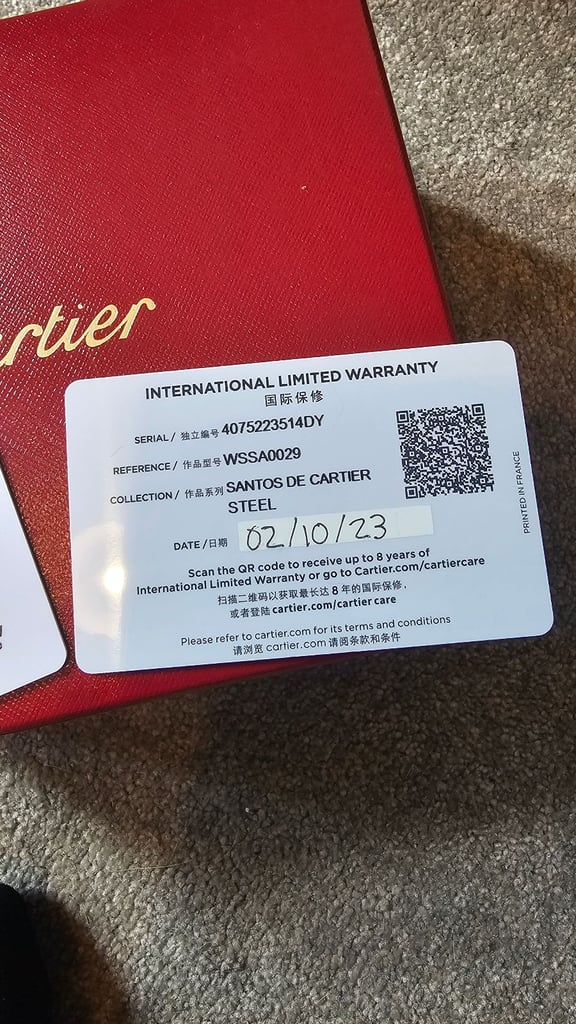 rtier
INTERNATIONAL LIMITED WARRANTY
国际保修
SERIAL / 独立编号 4075223514DY
REFERENCE / 作品型号 WSSA0029
COLLECTION / 作品系列 SANTOS DE CARTIER
STEEL
DATE /日期 02/10/23
Scan the QR code to receive up to 8 years of
International Limited Warranty or go to Cartier.com/cartiercare
扫描二维码以获取最长达 8 年的国际保修，
或者登陆 cartier.com/cartier care
Please refer to cartier.com for its terms and conditions
请浏览 cartier.com 请阅条款和条件
PRINTED IN FRANCE